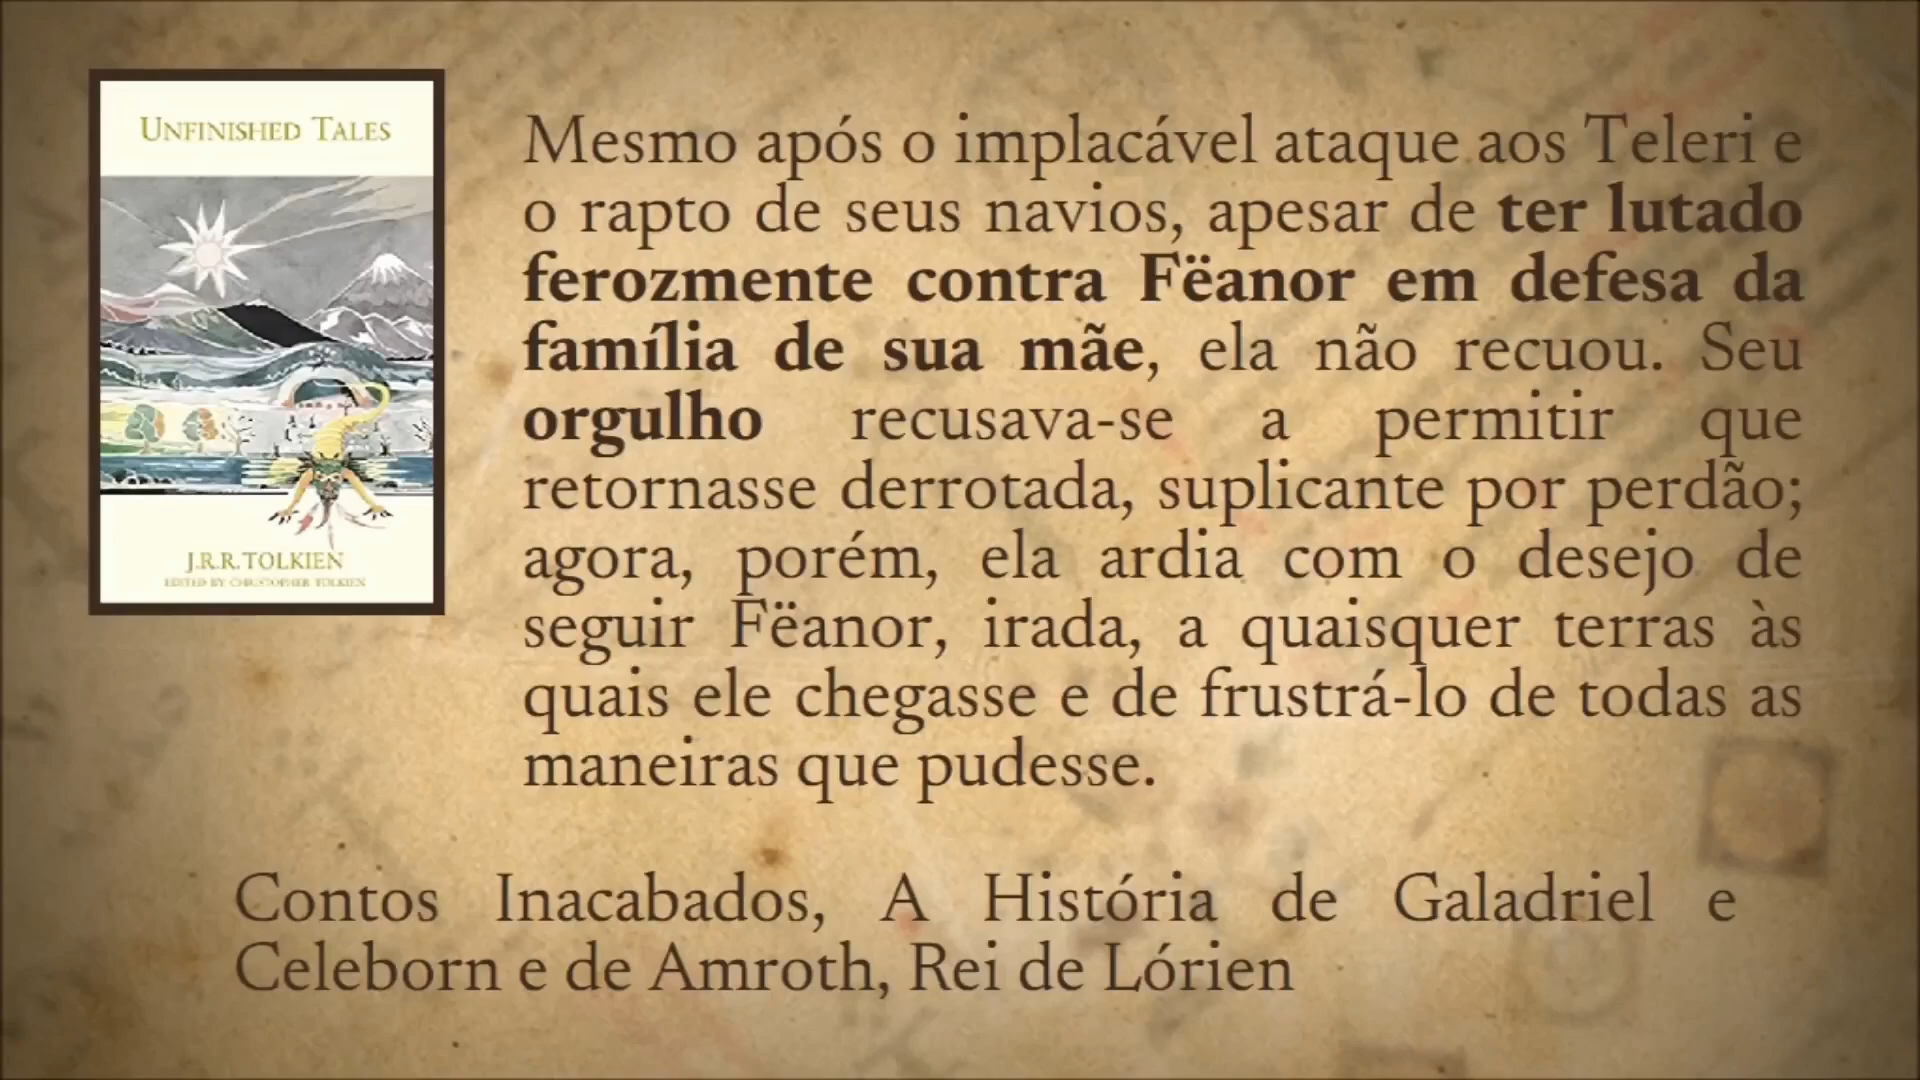 UNFINISHED TALES
J.R.R.TOLKIEN
EDITED BY CHRISTOPHER TOLKIEN
Mesmo após o implacável ataque aos Teleri e
o rapto de seus navios, apesar de ter lutado
ferozmente contra Fëanor em defesa da
família de sua mãe, ela não recuou. Seu
orgulho recusava-se a permitir que
retornasse derrotada, suplicante por perdão;
agora, porém, ela ardia com o desejo de
seguir Fëanor, irada, a quaisquer terras às
quais ele chegasse e de frustrá-lo de todas as
maneiras que pudesse.
Contos Inacabados, A História de Galadriel e
Celeborn e de Amroth, Rei de Lórien